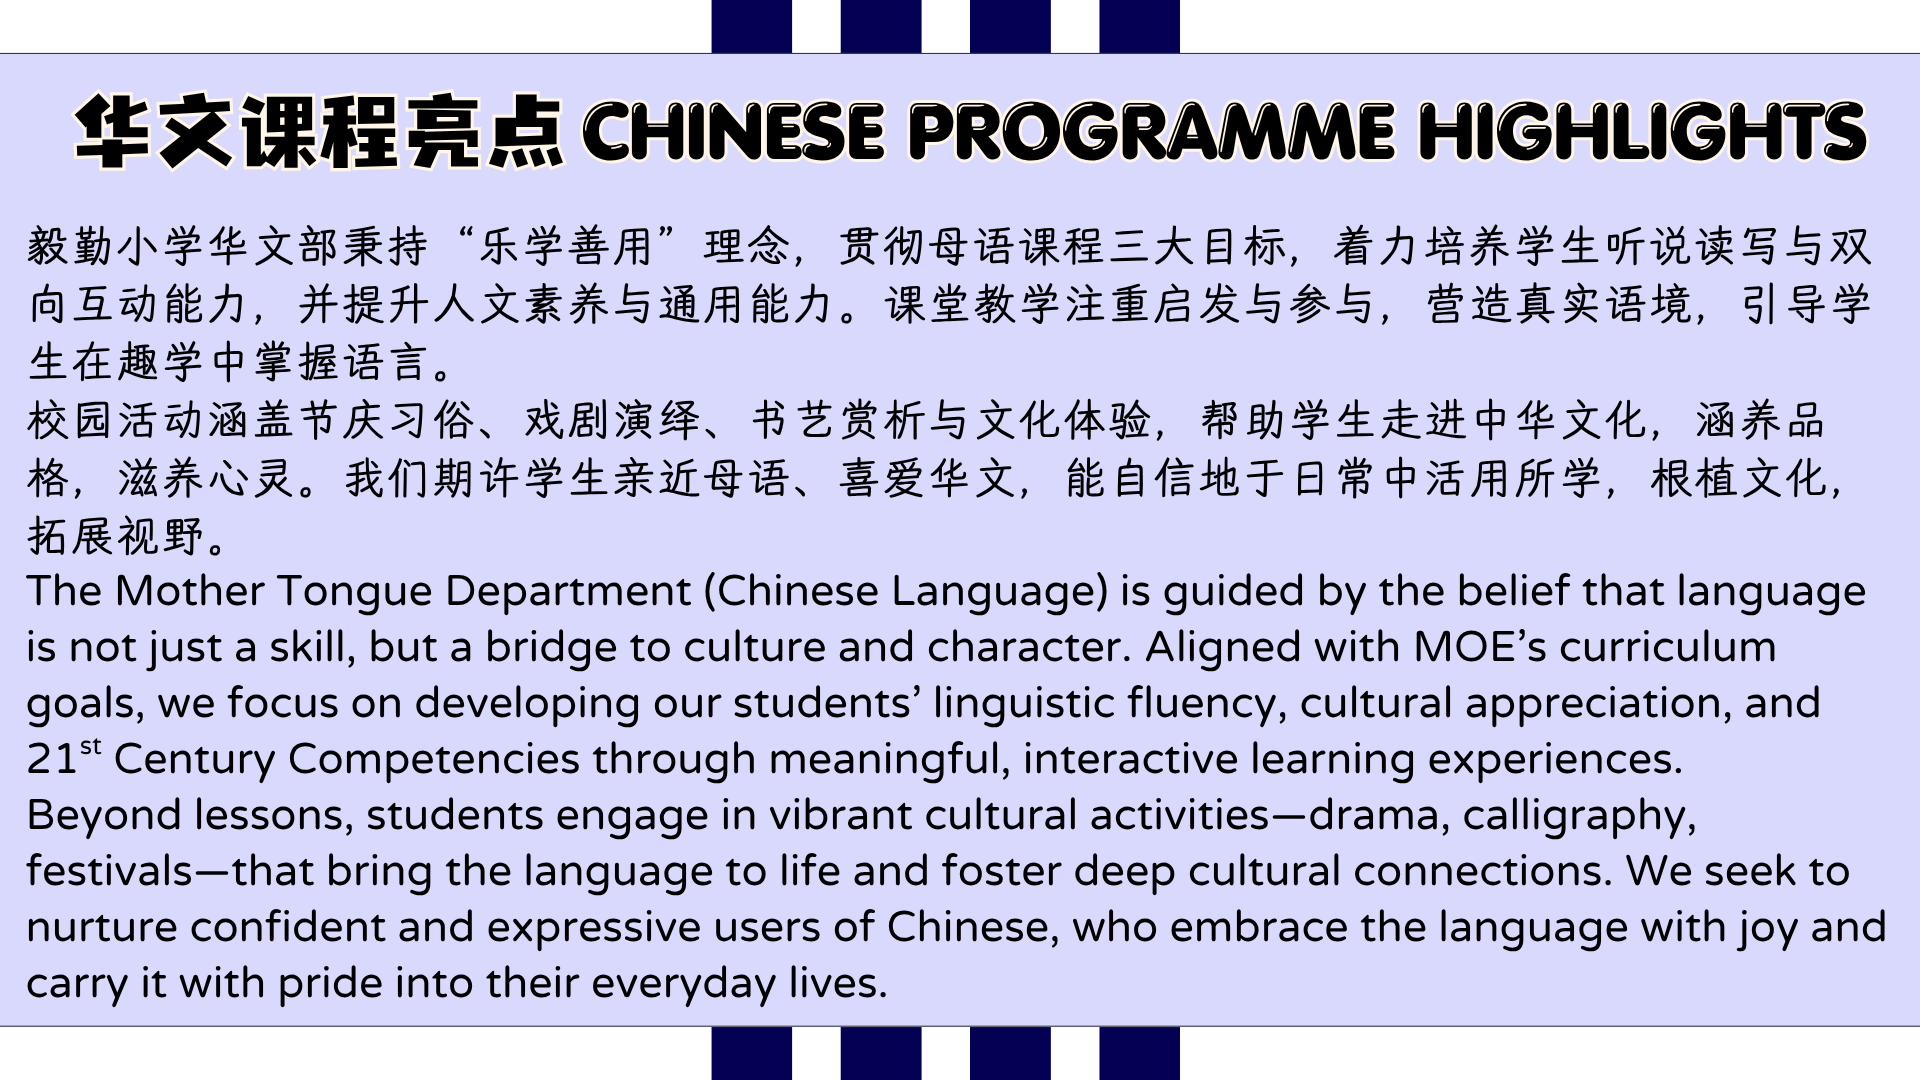 华文课程亮点 CHINESE PROGRAMME HIGHLIGHTS
毅勤小学华文部秉持“乐学善用”理念，贯彻母语课程三大目标，着力培养学生听说读写与双
向互动能力，并提升人文素养与通用能力。课堂教学注重启发与参与，营造真实语境，引导学
生在趣学中掌握语言。
校园活动涵盖节庆习俗、戏剧演绎、书艺赏析与文化体验，帮助学生走进中华文化，涵养品
格，滋养心灵。我们期许学生亲近母语、喜爱华文，能自信地于日常中活用所学，根植文化，
拓展视野。
The Mother Tongue Department (Chinese Language) is guided by the belief that language
is not just a skill, but a bridge to culture and character. Aligned with MOE’s curriculum
goals, we focus on developing our students’ linguistic fluency, cultural appreciation, and
21st Century Competencies through meaningful, interactive learning experiences.
Beyond lessons, students engage in vibrant cultural activities—drama, calligraphy,
festivals—that bring the language to life and foster deep cultural connections. We seek to
nurture confident and expressive users of Chinese, who embrace the language with joy and
carry it with pride into their everyday lives.